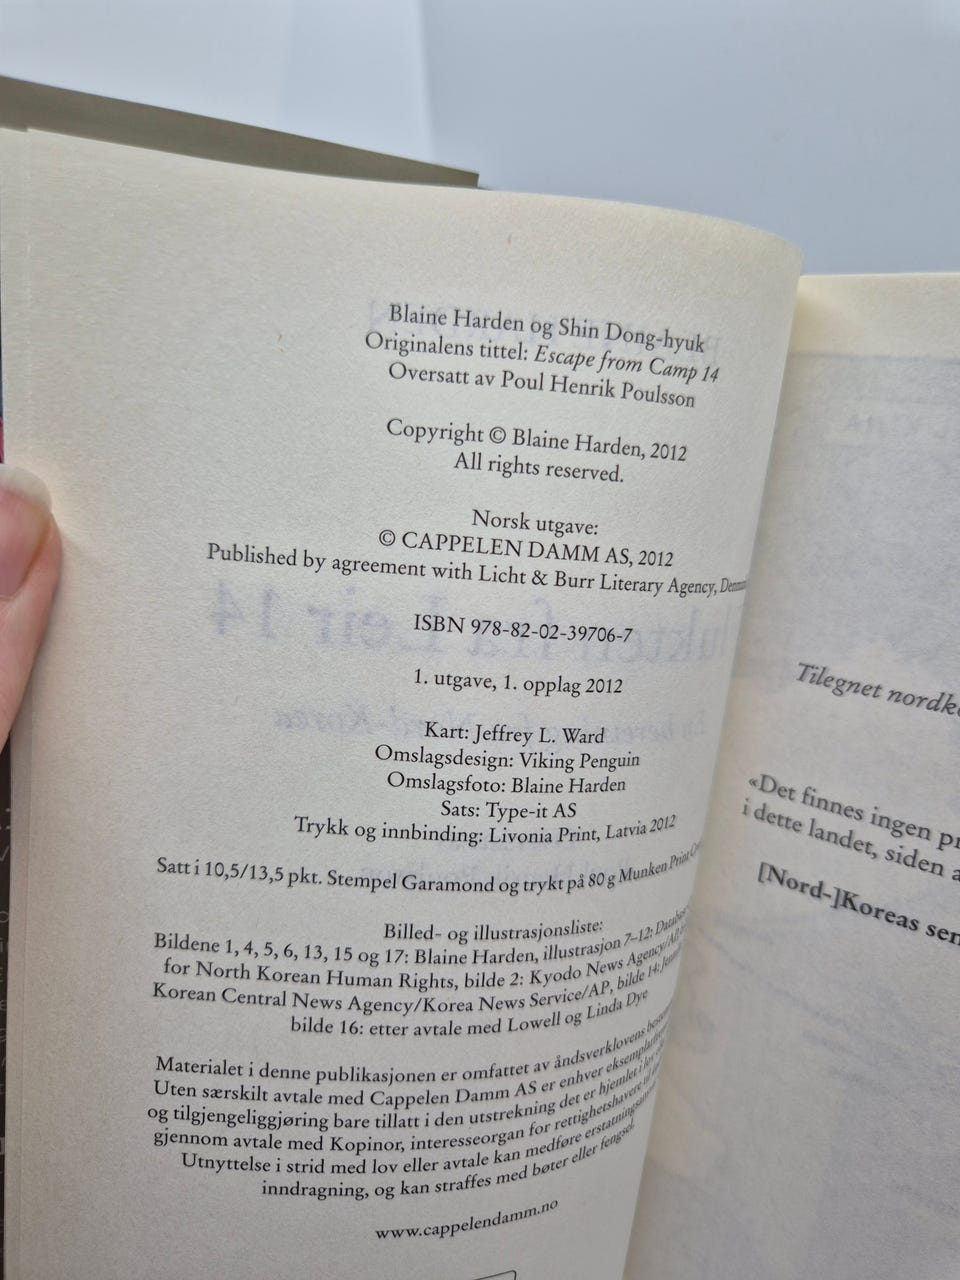 Blaine Harden og Shin Dong-hyuk
Originalens tittel: Escape from Camp 14
Oversatt av Poul Henrik Poulsson
Copyright © Blaine Harden, 2012
All rights reserved.
Norsk utgave:
© CAPPELEN DAMM AS, 2012
Published by agreement with Licht & Burr Literary Agency,
ISBN 978-82-02-39706-7
1. utgave, 1. opplag 2012
Kart: Jeffrey L. Ward
Omslagsdesign: Viking Penguin
Omslagsfoto: Blaine Harden
Sats: Type-it AS
Trykk og innbinding: Livonia Print, Latvia 2012
Satt i 10,5/13,5 pkt. Stempel Garamond og trykt på 80 g Munken Print
Billed- og illustrasjonsliste:
Bildene 1, 4, 5, 6, 13, 15 og 17: Blaine Harden, illustrasjon 7–12: Database
for North Korean Human Rights, bilde 2: Kyodo News Agency/AP,
Korean Central News Agency/Korea News Service/AP, bilde 14:
bilde 16: etter avtale med Lowell og Linda Dye
Materialet i denne publikasjonen er omfattet av åndsverklovens
Uten særskilt avtale med Cappelen Damm AS er enhver
og tilgjengeliggjøring bare tillatt i den utstrekning det er hjemlet i lov
gjennom avtale med Kopinor, interesseorgan for rettighetshavere til
Utnyttelse i strid med lov eller avtale kan medføre
inndragning, og kan straffes med bøter eller fengsel.
www.cappelendamm.no
Tilegnet
«Det finnes ingen
i dette landet, siden
[Nord-]Koreas